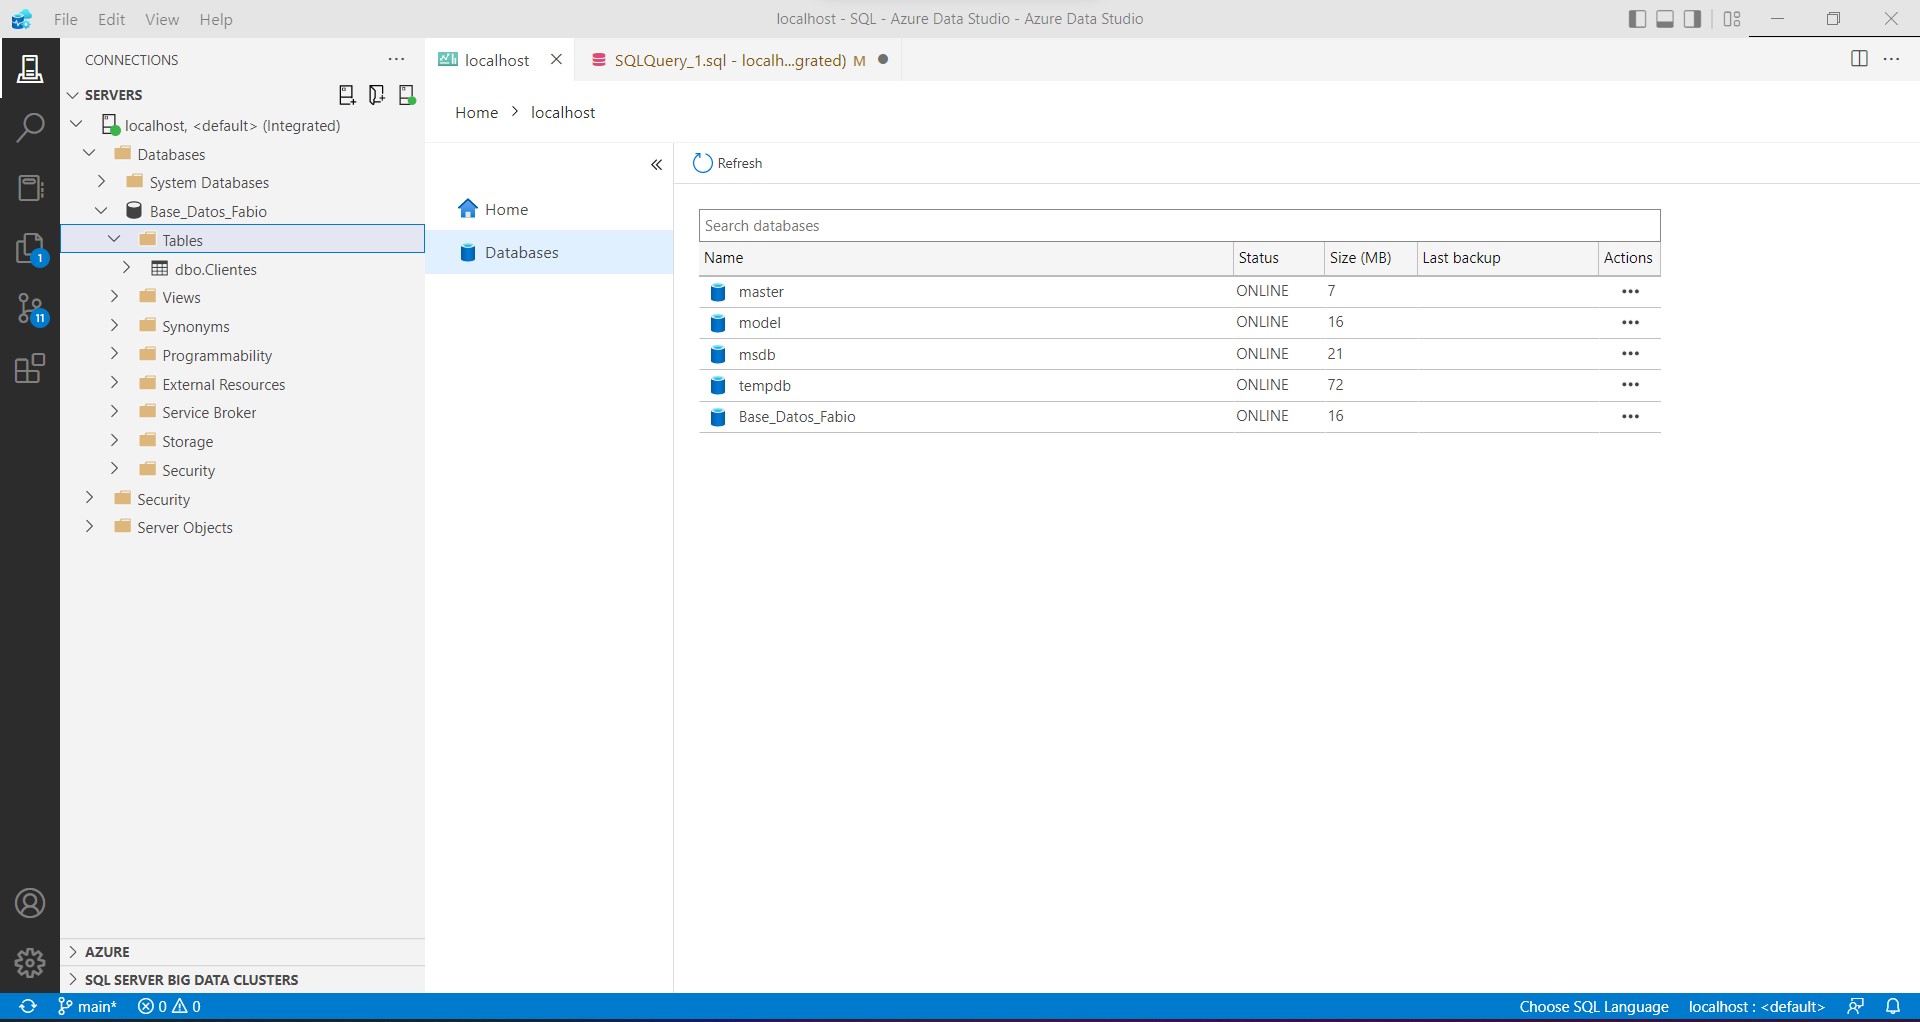 File Edit View Help
localhost - SQL - Azure Data Studio - Azure Data Studio
CONNECTIONS
SERVERS
localhost, <default> (Integrated)
Databases
System Databases
Base_Datos_Fabio
Tables
dbo.Clientes
Views
Synonyms
Programmability
External Resources
Service Broker
Storage
Security
Security
Server Objects
AZURE
SQL SERVER BIG DATA CLUSTERS
1
11
localhost
SQLQuery_1.sql - localh...grated) M
Home > localhost
Home
Databases
Refresh
Search databases
Name Status Size (MB) Last backup Actions
master ONLINE 7
model ONLINE 16
msdb ONLINE 21
tempdb ONLINE 72
Base_Datos_Fabio ONLINE 16
main* 0 0
Choose SQL Language localhost : <default>